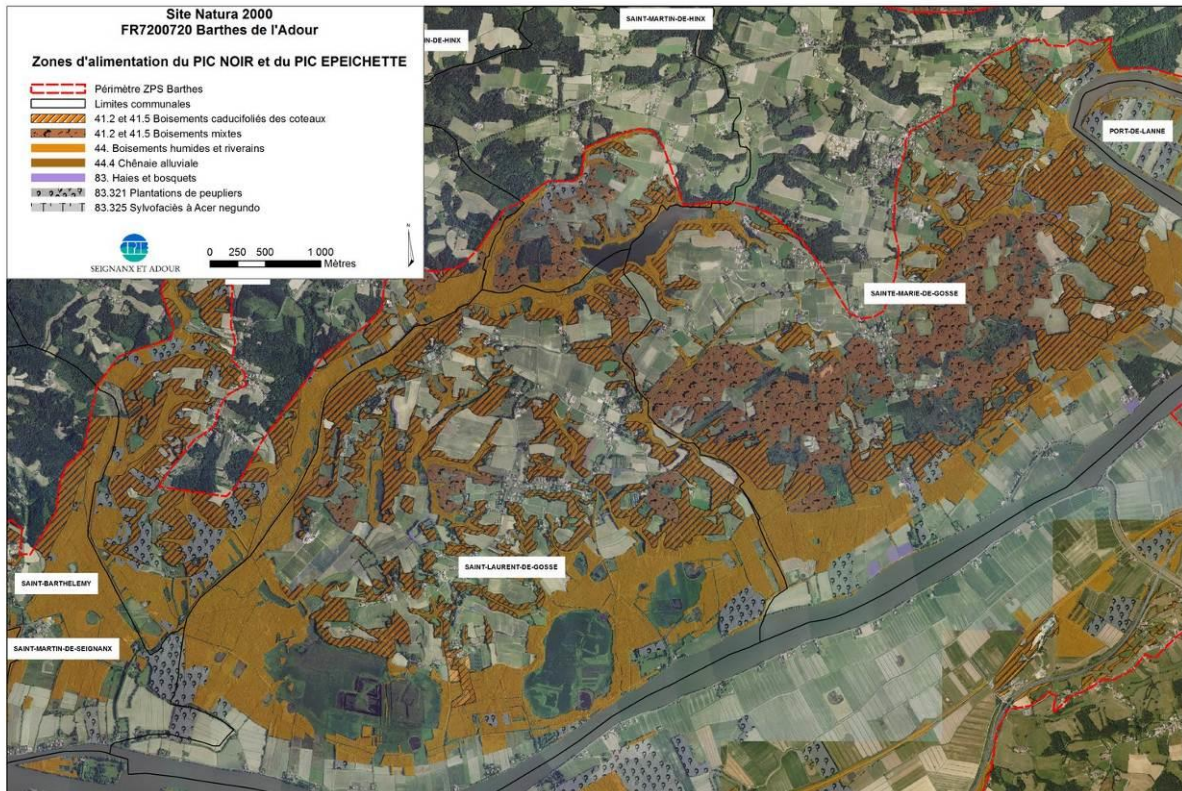 Site Natura 2000
FR7200720 Barthes de l'Adour
Zones d'alimentation du PIC NOIR et du PIC EPEICHETTE
Périmètre ZPS Barthes
Limites communales
41.2 et 41.5 Boisements caducifoliés des coteaux
41.2 et 41.5 Boisements mixtes
44. Boisements humides et riverains
44.4 Chênaie alluviale
83. Haies et bosquets
83.321 Plantations de peupliers
83.325 Sylvofaciès à Acer negundo
CPIE
SEIGNANX ET ADOUR
0 250 500 1 000
Mètres
N
IN-DE-HINX
SAINT-MARTIN-DE-HINX
PORT-DE-LANNE
SAINTE-MARIE-DE-GOSSE
SAINT-BARTHELEMY
SAINT-LAURENT-DE-GOSSE
SAINT-MARTIN-DE-SEIGNANX